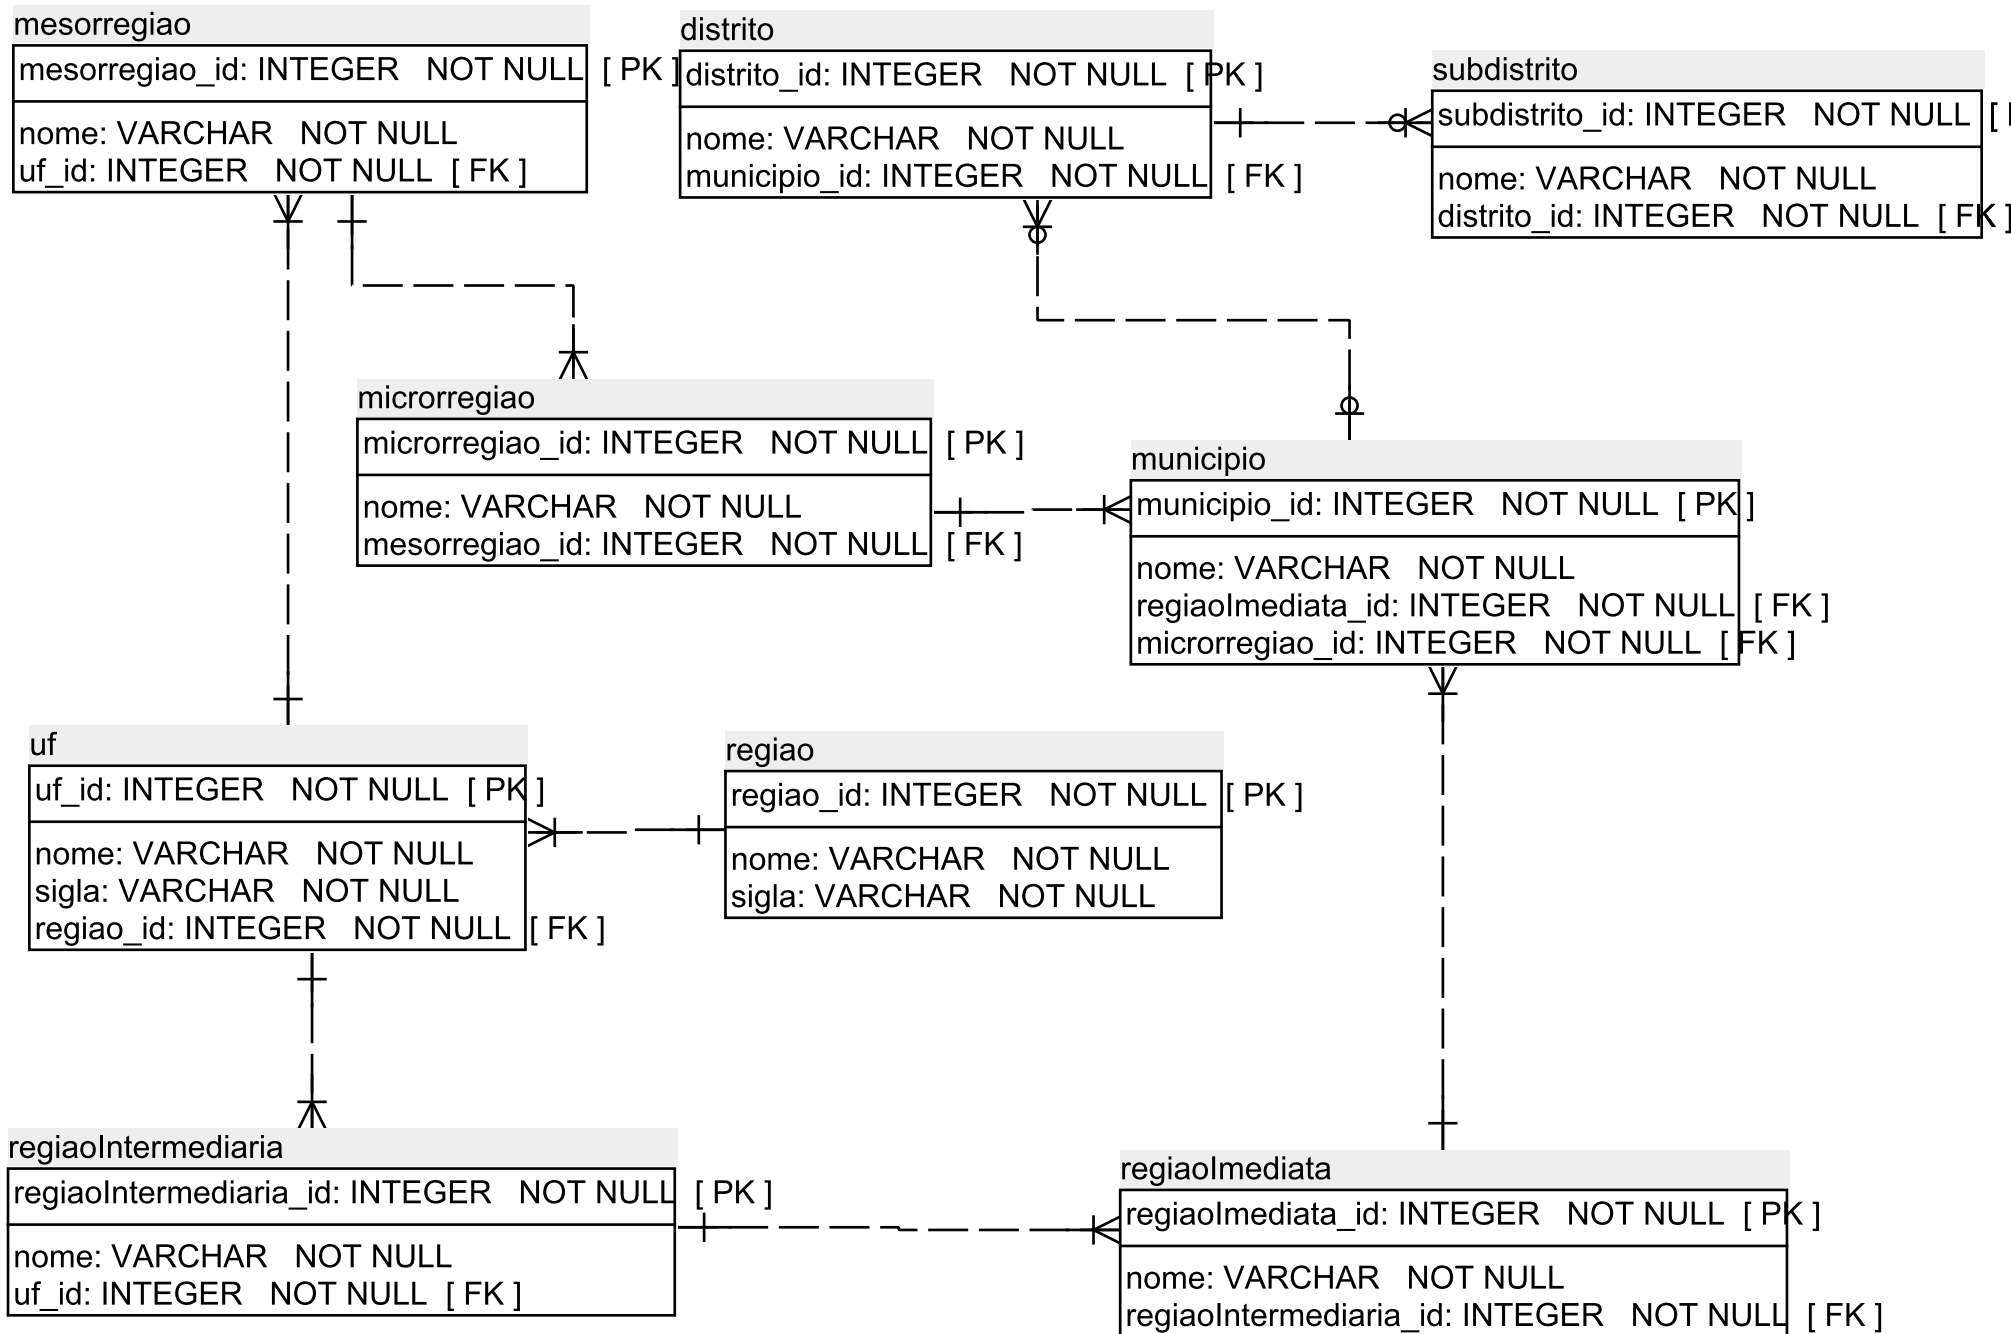 mesorregiao
mesorregiao_id: INTEGER NOT NULL [ PK ]
nome: VARCHAR NOT NULL
uf_id: INTEGER NOT NULL [ FK ]
distrito
distrito_id: INTEGER NOT NULL [ PK ]
nome: VARCHAR NOT NULL
municipio_id: INTEGER NOT NULL [ FK ]
subdistrito
subdistrito_id: INTEGER NOT NULL [
nome: VARCHAR NOT NULL
distrito_id: INTEGER NOT NULL [ FK ]
microrregiao
microrregiao_id: INTEGER NOT NULL [ PK ]
nome: VARCHAR NOT NULL
mesorregiao_id: INTEGER NOT NULL [ FK ]
municipio
municipio_id: INTEGER NOT NULL [ PK ]
nome: VARCHAR NOT NULL
regiaoImediata_id: INTEGER NOT NULL [ FK ]
microrregiao_id: INTEGER NOT NULL [ FK ]
uf
uf_id: INTEGER NOT NULL [ PK ]
nome: VARCHAR NOT NULL
sigla: VARCHAR NOT NULL
regiao_id: INTEGER NOT NULL [ FK ]
regiao
regiao_id: INTEGER NOT NULL [ PK ]
nome: VARCHAR NOT NULL
sigla: VARCHAR NOT NULL
regiaoIntermediaria
regiaoIntermediaria_id: INTEGER NOT NULL [ PK ]
nome: VARCHAR NOT NULL
uf_id: INTEGER NOT NULL [ FK ]
regiaoImediata
regiaoImediata_id: INTEGER NOT NULL [ PK ]
nome: VARCHAR NOT NULL
regiaoIntermediaria_id: INTEGER NOT NULL [ FK ]